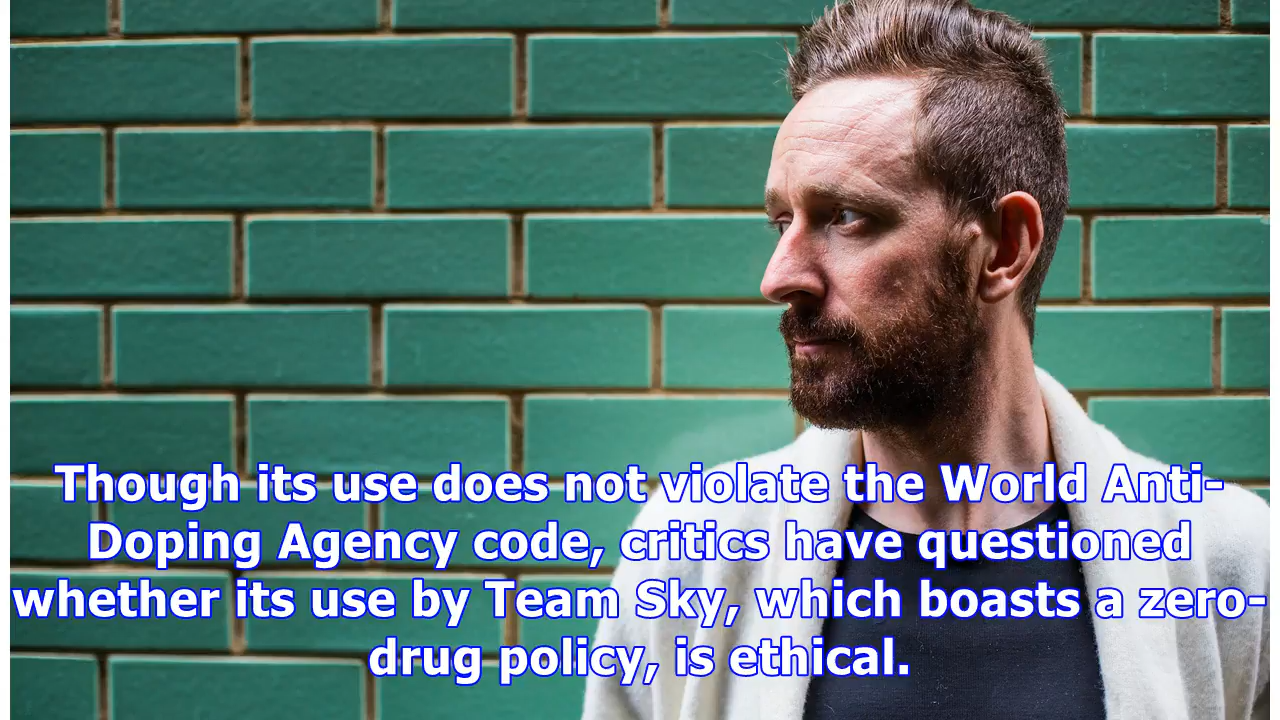 Though its use does not violate the World Anti-
Doping Agency code, critics have questioned
whether its use by Team Sky, which boasts a zero-
drug policy, is ethical.